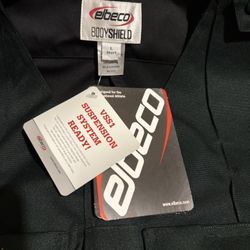 elbeco
BODYSHIELD
L
VSS1
SUSPENSION
SYSTEM
READY!
elbeco
www.elbeco.com